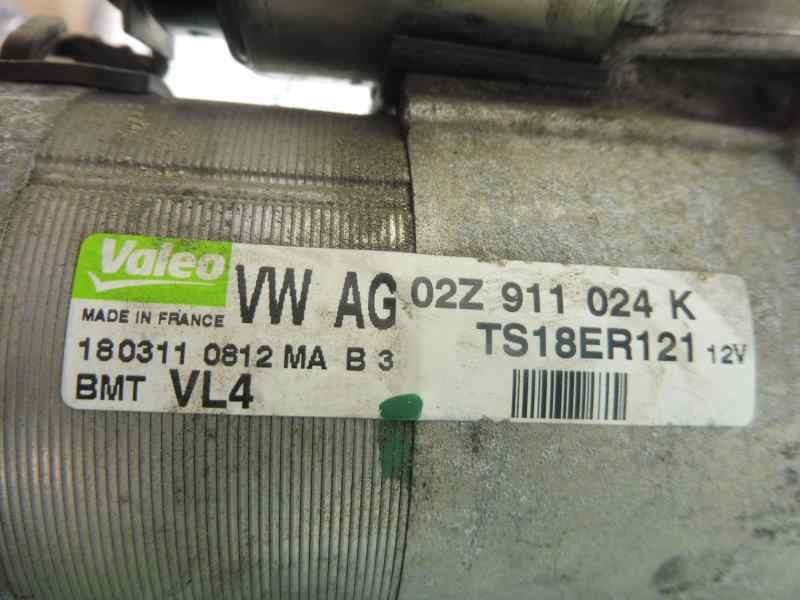 Valeo VW AG 02Z 911 024 K
MADE IN FRANCE TS18ER121 12V
180311 0812 MA B 3
BMT VL4